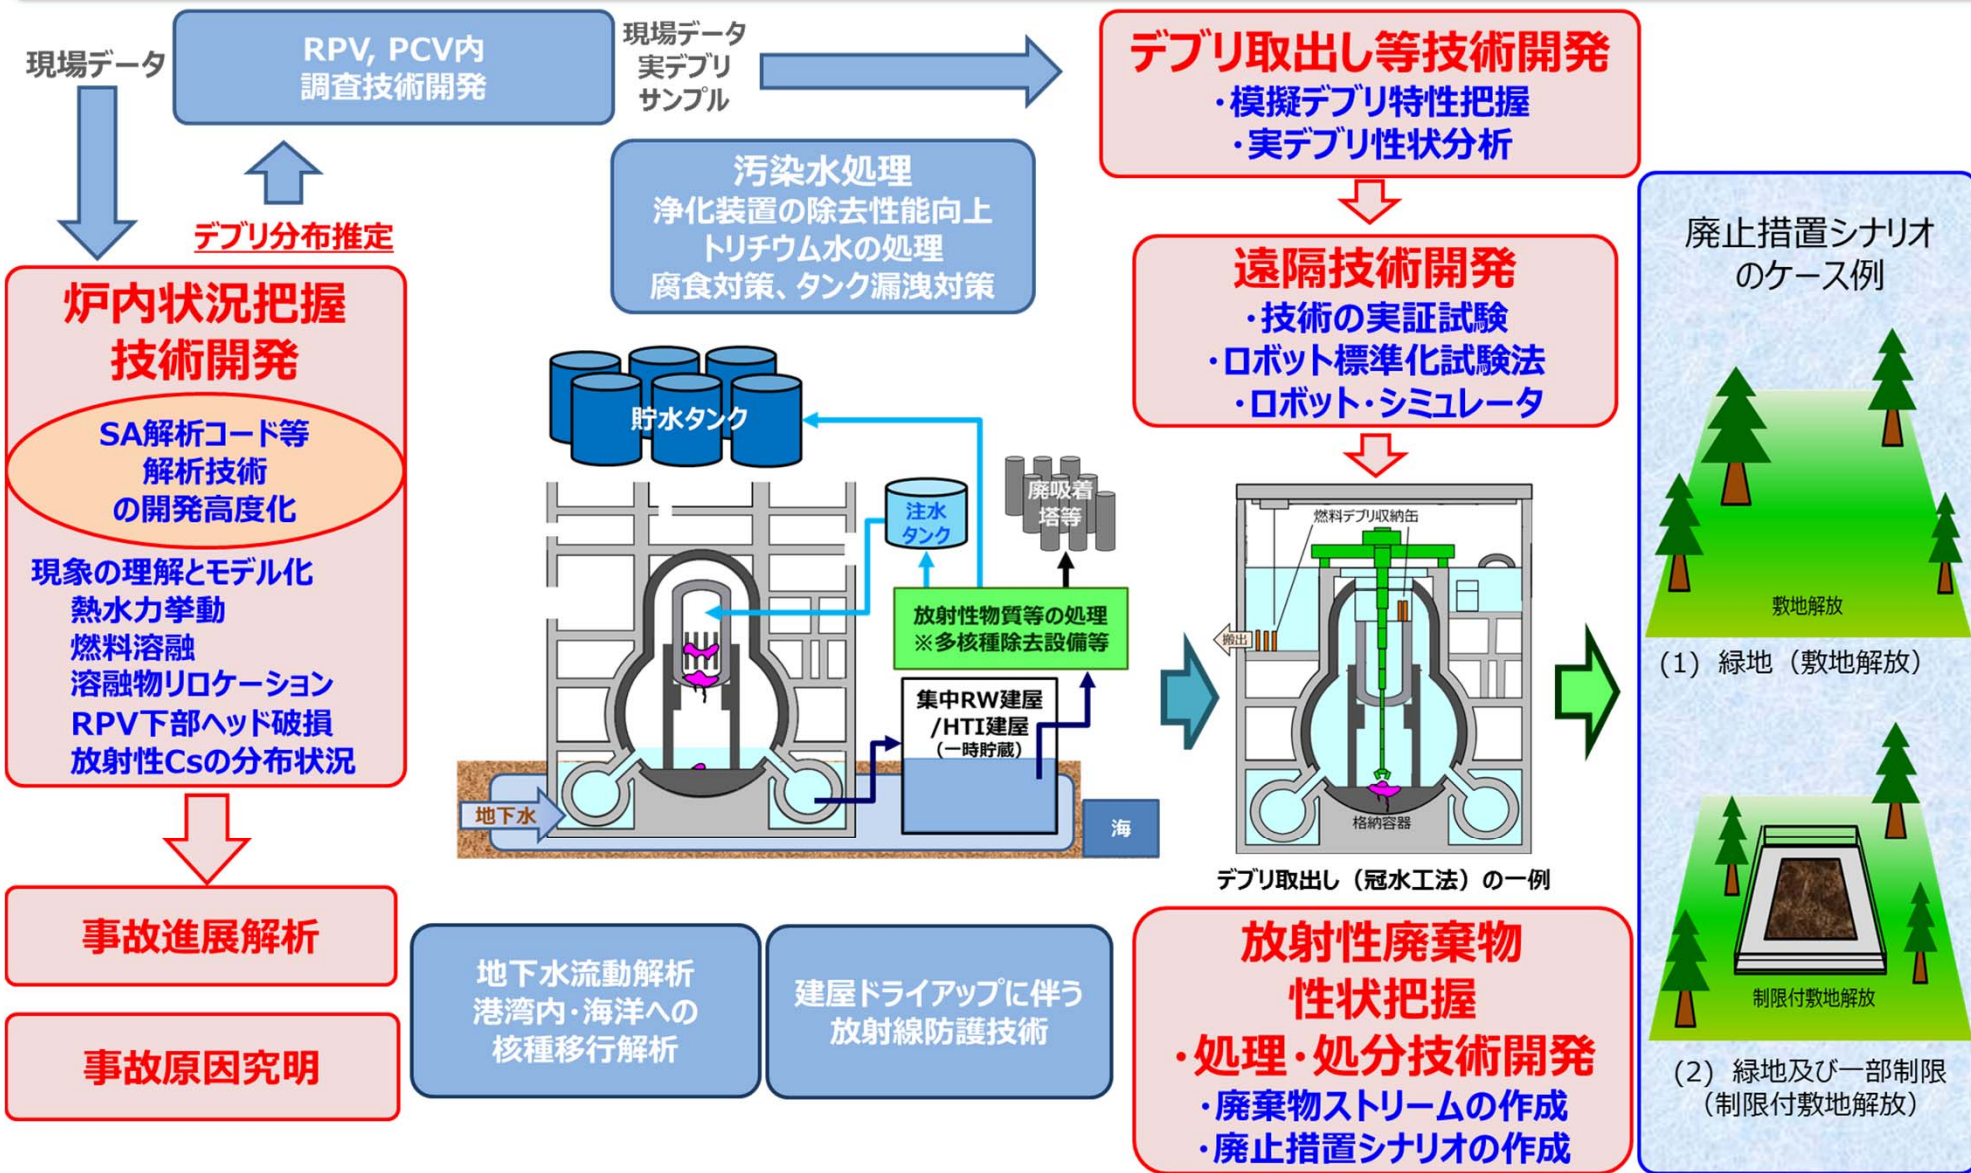 現場データ
RPV, PCV内
調査技術開発
現場データ
実デブリ
サンプル
デブリ取出し等技術開発
・模擬デブリ特性把握
・実デブリ性状分析
汚染水処理
浄化装置の除去性能向上
トリチウム水の処理
腐食対策、タンク漏洩対策
デブリ分布推定
炉内状況把握
技術開発
SA解析コード等
解析技術
の開発高度化
現象の理解とモデル化
熱水力挙動
燃料溶融
溶融物リロケーション
RPV下部ヘッド破損
放射性Csの分布状況
事故進展解析
事故原因究明
遠隔技術開発
・技術の実証試験
・ロボット標準化試験法
・ロボット・シミュレータ
貯水タンク
注水
タンク
廃吸着
塔等
放射性物質等の処理
※多核種除去設備等
集中RW建屋
/HTI建屋
(一時貯蔵)
地下水
海
燃料デブリ収納缶
搬出
格納容器
デブリ取出し（冠水工法）の一例
地下水流動解析
港湾内・海洋への
核種移行解析
建屋ドライアップに伴う
放射線防護技術
放射性廃棄物
性状把握
・処理・処分技術開発
・廃棄物ストリームの作成
・廃止措置シナリオの作成
廃止措置シナリオ
のケース例
敷地解放
(1) 緑地（敷地解放）
制限付敷地解放
(2) 緑地及び一部制限
（制限付敷地解放）